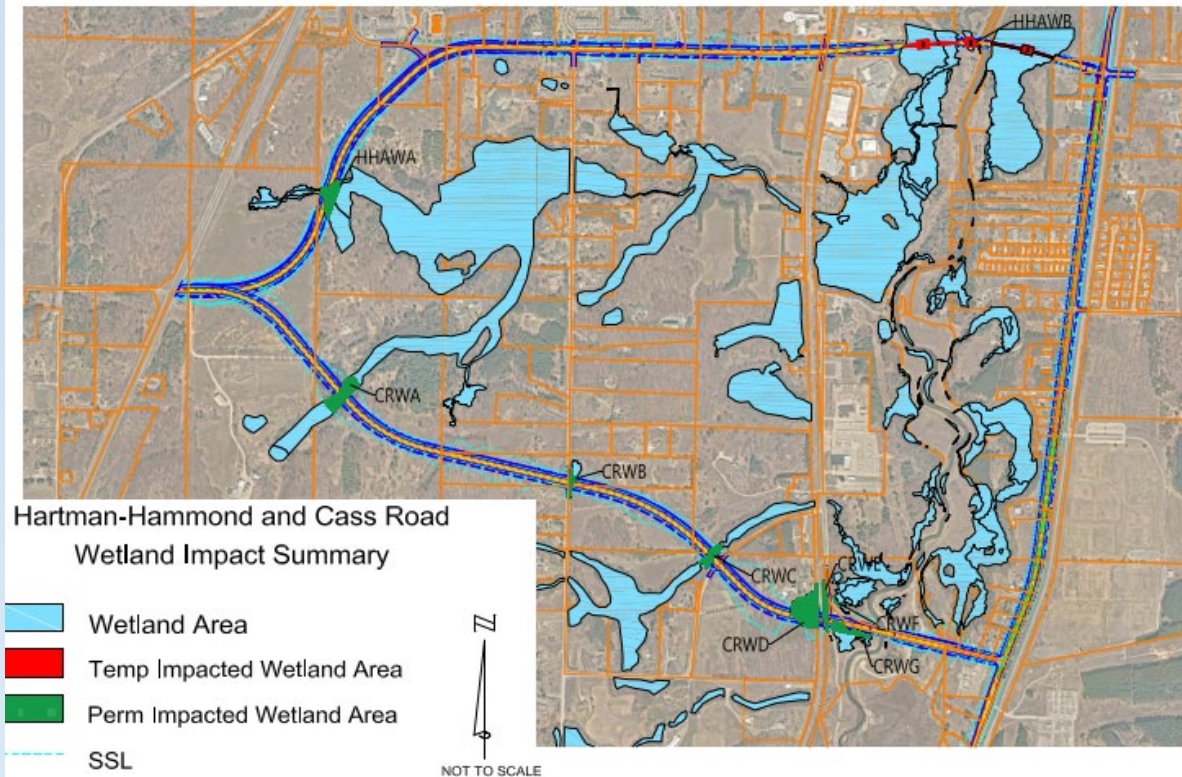 HHAWB
HHAWA
CRWA
CRWB
CRWC
CRWE
CRWF
CRWD
CRWG
Hartman-Hammond and Cass Road
Wetland Impact Summary
Wetland Area
Temp Impacted Wetland Area
Perm Impacted Wetland Area
SSL
N
NOT TO SCALE